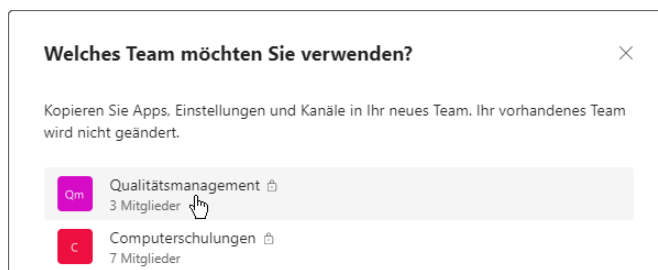 Welches Team möchten Sie verwenden?
Kopieren Sie Apps, Einstellungen und Kanäle in Ihr neues Team. Ihr vorhandenes Team
wird nicht geändert.
Qm
Qualitätsmanagement
3 Mitglieder
C
Computerschulungen
7 Mitglieder